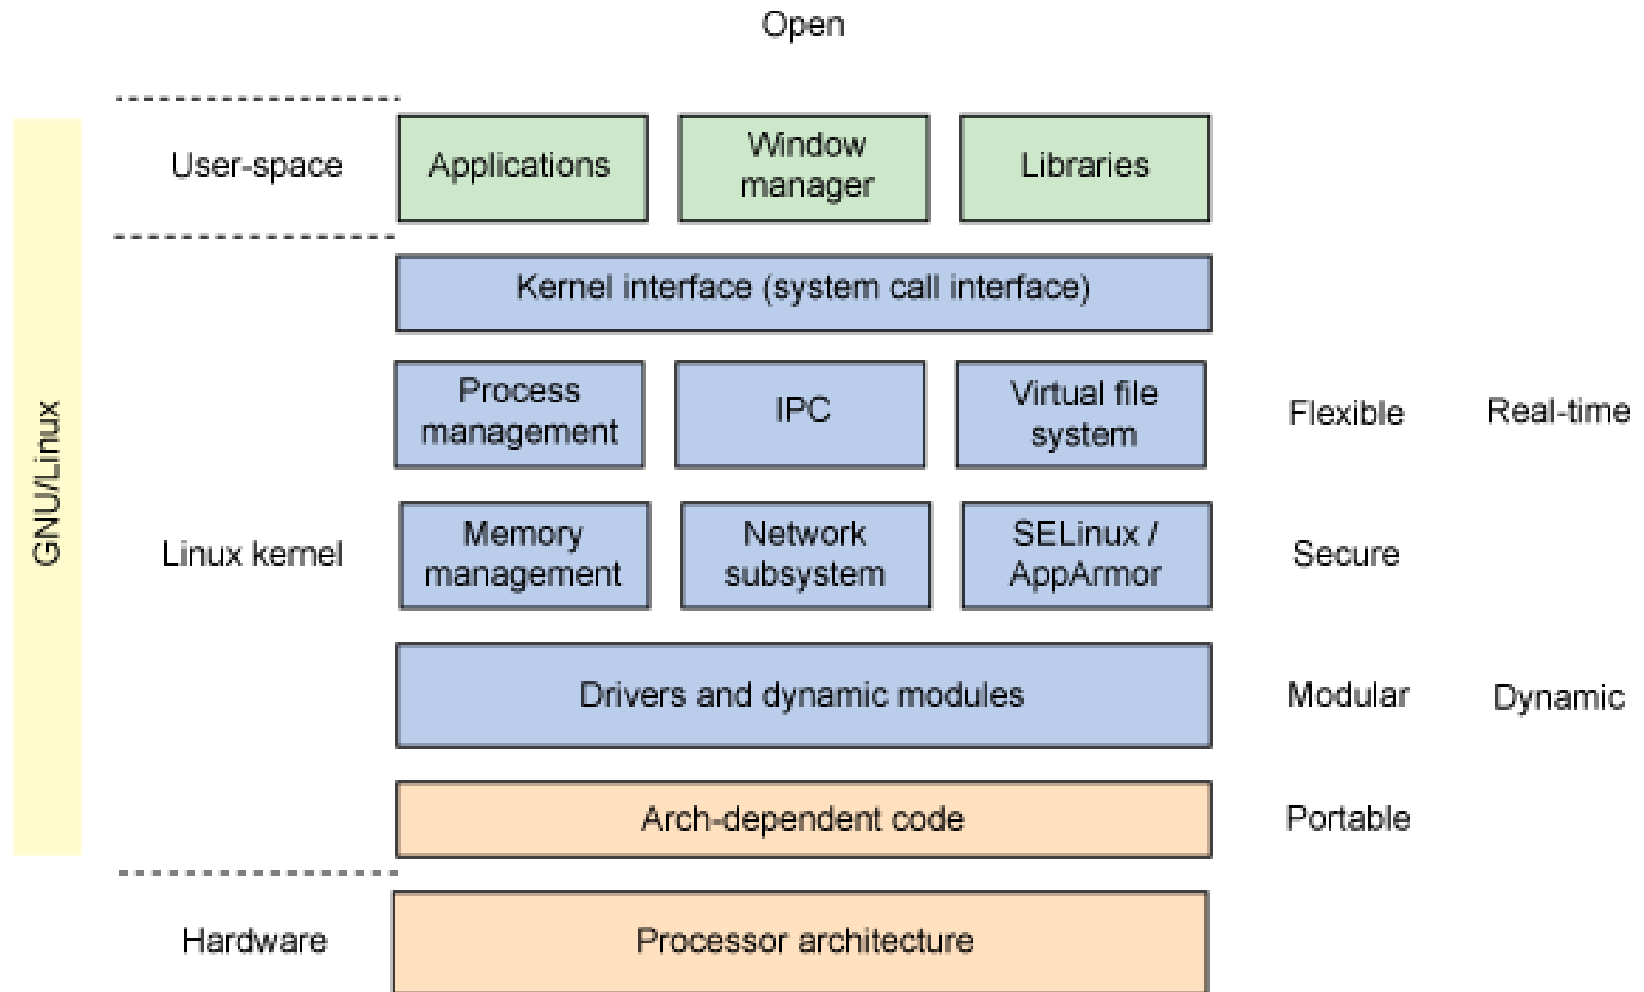 Open
User-space
Applications
Window
manager
Libraries
Kernel interface (system call interface)
GNU/Linux
Linux kernel
Process
management
IPC
Virtual file
system
Flexible
Real-time
Memory
management
Network
subsystem
SELinux /
AppArmor
Secure
Drivers and dynamic modules
Modular
Dynamic
Arch-dependent code
Portable
Hardware
Processor architecture